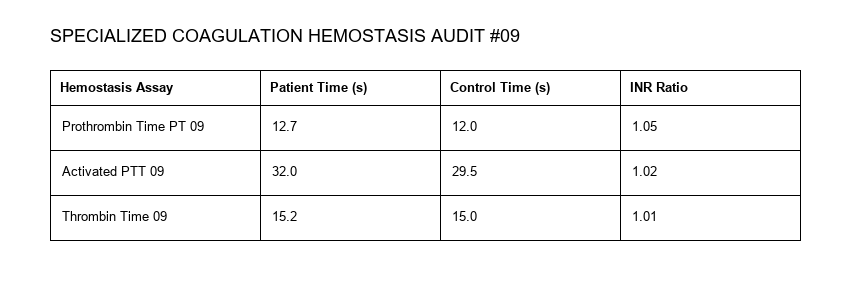 SPECIALIZED COAGULATION HEMOSTASIS AUDIT #09
Hemostasis Assay Patient Time (s) Control Time (s) INR Ratio
Prothrombin Time PT 09 12.7 12.0 1.05
Activated PTT 09 32.0 29.5 1.02
Thrombin Time 09 15.2 15.0 1.01